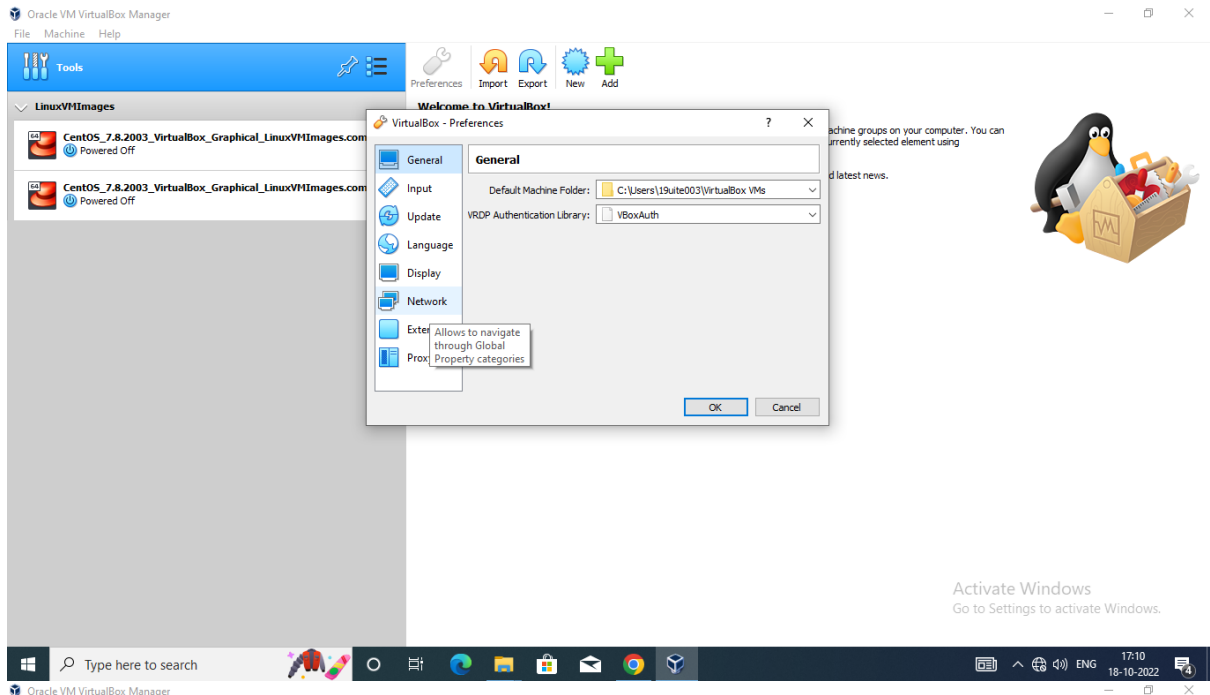 Oracle VM VirtualBox Manager
File Machine Help
Tools
Preferences Import Export New Add
LinuxVMImages
Welcome to VirtualBox!
64 CentOS_7.8.2003_VirtualBox_Graphical_LinuxVMImages.com
Powered Off
64 CentOS_7.8.2003_VirtualBox_Graphical_LinuxVMImages.com
Powered Off
achine groups on your computer. You can
urrently selected element using
d latest news.
VirtualBox - Preferences ?
General
Input
Update
Language
Display
Network
Exter
Prox
General
Default Machine Folder: C:\Users\19uite003\VirtualBox VMs
VRDP Authentication Library: VBoxAuth
Allows to navigate
through Global
Property categories
OK Cancel
Activate Windows
Go to Settings to activate Windows.
Type here to search
ENG
17:10
18-10-2022
4
Oracle VM VirtualBox Manager